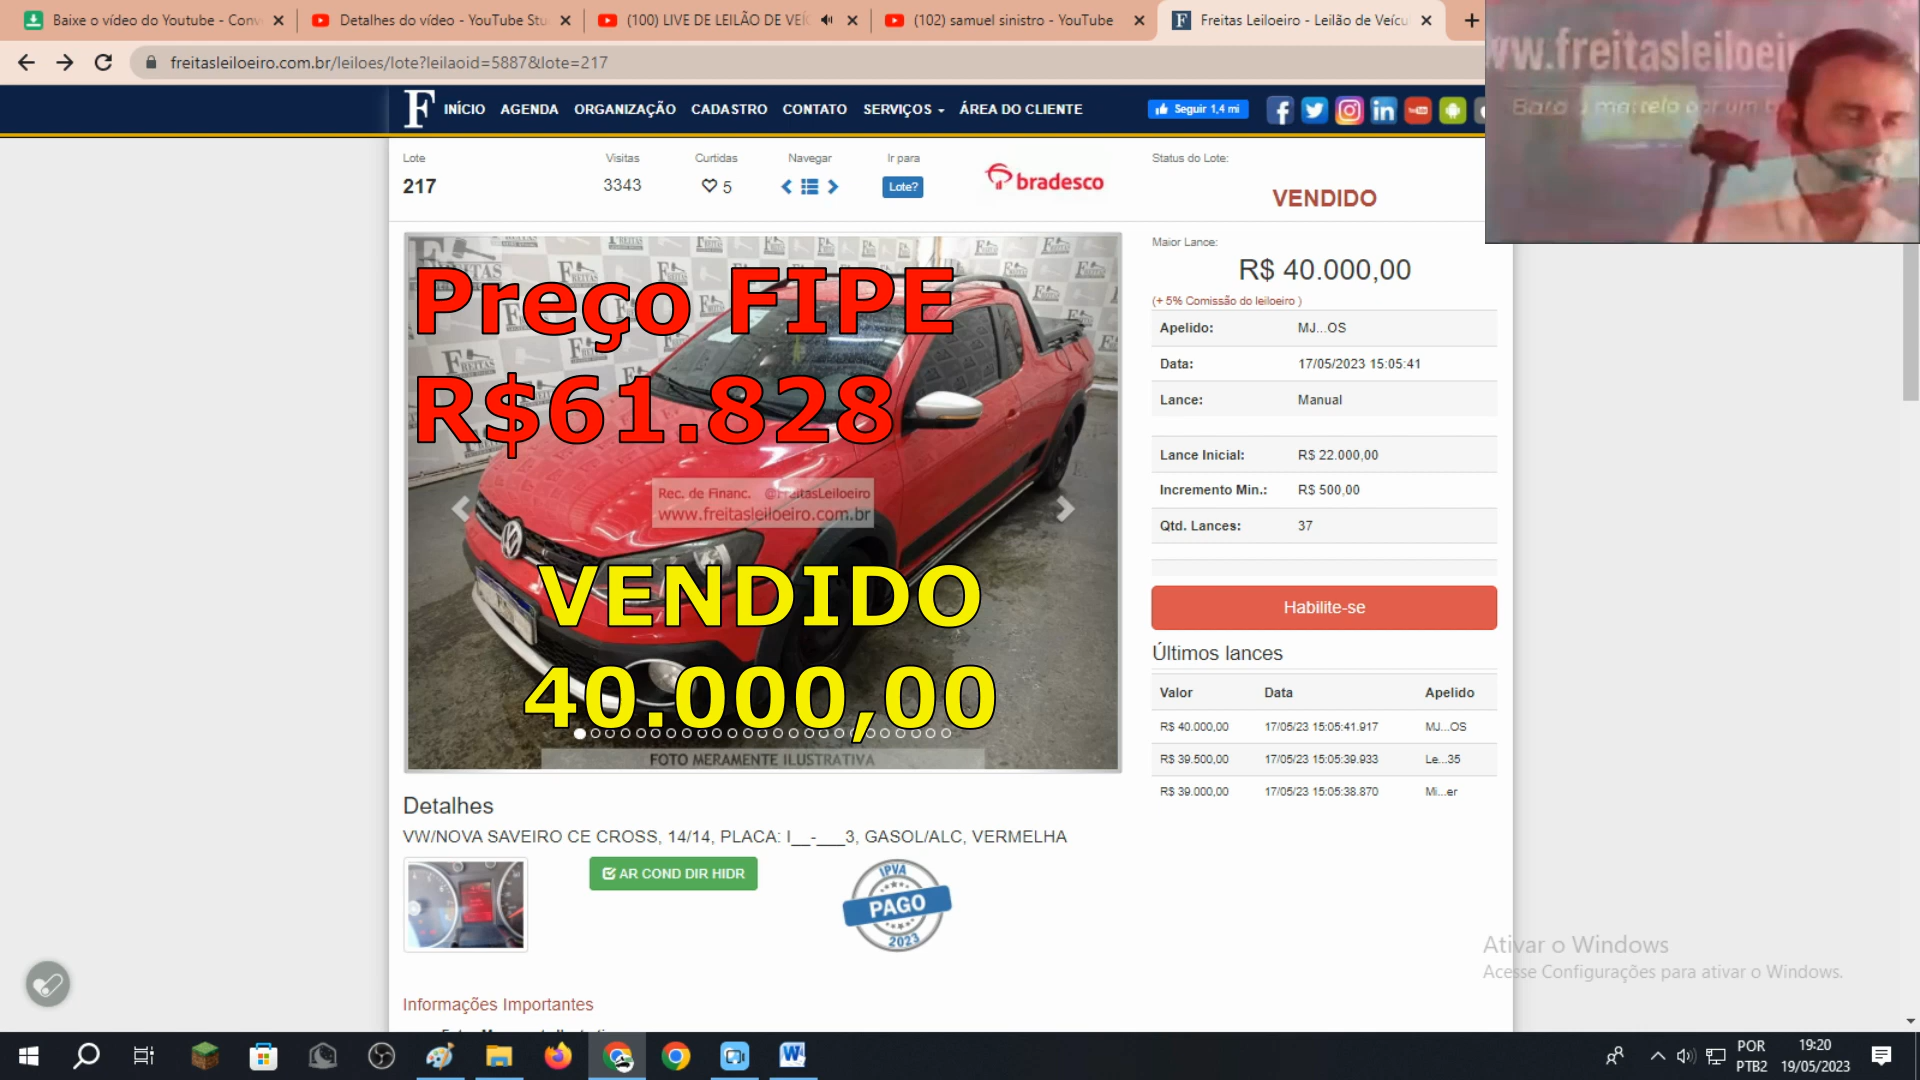 Baixe o vídeo do Youtube - Conv
Detalhes do vídeo - YouTube Stu
(100) LIVE DE LEILÃO DE VEÍC
(102) samuel sinistro - YouTube
Freitas Leiloeiro - Leilão de Veícu
freitasleiloeiro.com.br/leiloes/lote?leilaoid=5887&lote=217
F INÍCIO AGENDA ORGANIZAÇÃO CADASTRO CONTATO SERVIÇOS ÁREA DO CLIENTE
Seguir 1,4 mi
ww.freitasleiloei
Lote
217
Visitas
3343
Curtidas
5
Navegar
Ir para
Lote?
bradesco
Status do Lote:
VENDIDO
Preço FIPE
R$61.828
Rec. de Financ. @FreitasLeiloeiro
www.freitasleiloeiro.com.br
VENDIDO
40.000,00
FOTO MERAMENTE ILUSTRATIVA
Maior Lance:
R$ 40.000,00
(+ 5% Comissão do leiloeiro )
Apelido: MJ...OS
Data: 17/05/2023 15:05:41
Lance: Manual
Lance Inicial: R$ 22.000,00
Incremento Min.: R$ 500,00
Qtd. Lances: 37
Habilite-se
Últimos lances
Valor Data Apelido
R$ 40.000,00 17/05/23 15:05:41.917 MJ...OS
R$ 39.500,00 17/05/23 15:05:39.933 Le...35
R$ 39.000,00 17/05/23 15:05:38.870 Mi...er
Detalhes
VW/NOVA SAVEIRO CE CROSS, 14/14, PLACA: I__-___3, GASOL/ALC, VERMELHA
AR COND DIR HIDR
IPVA
PAGO
2023
Informações Importantes
Ativar o Windows
Acesse Configurações para ativar o Windows.
POR
PTB2
19:20
19/05/2023